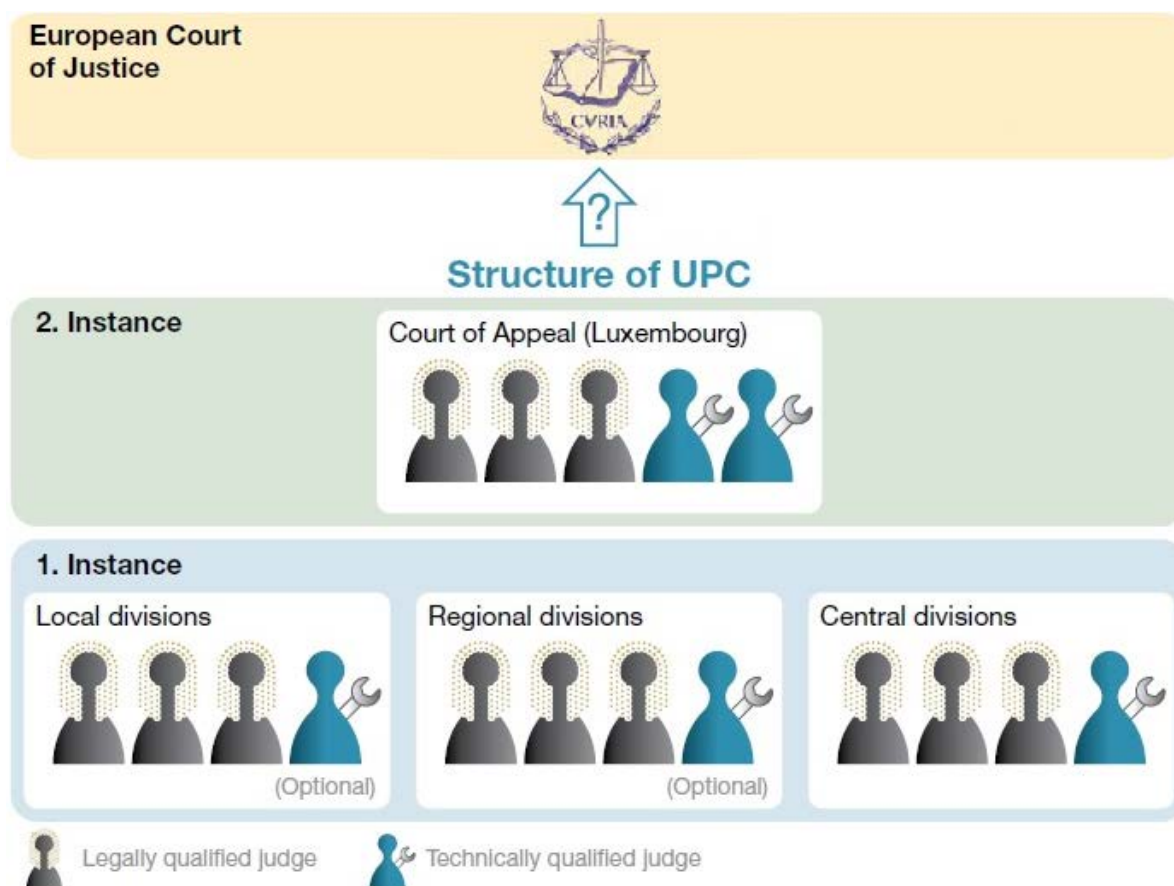 European Court
of Justice
CVRIA
?
Structure of UPC
2. Instance
Court of Appeal (Luxembourg)
1. Instance
Local divisions
(Optional)
Regional divisions
(Optional)
Central divisions
Legally qualified judge
Technically qualified judge